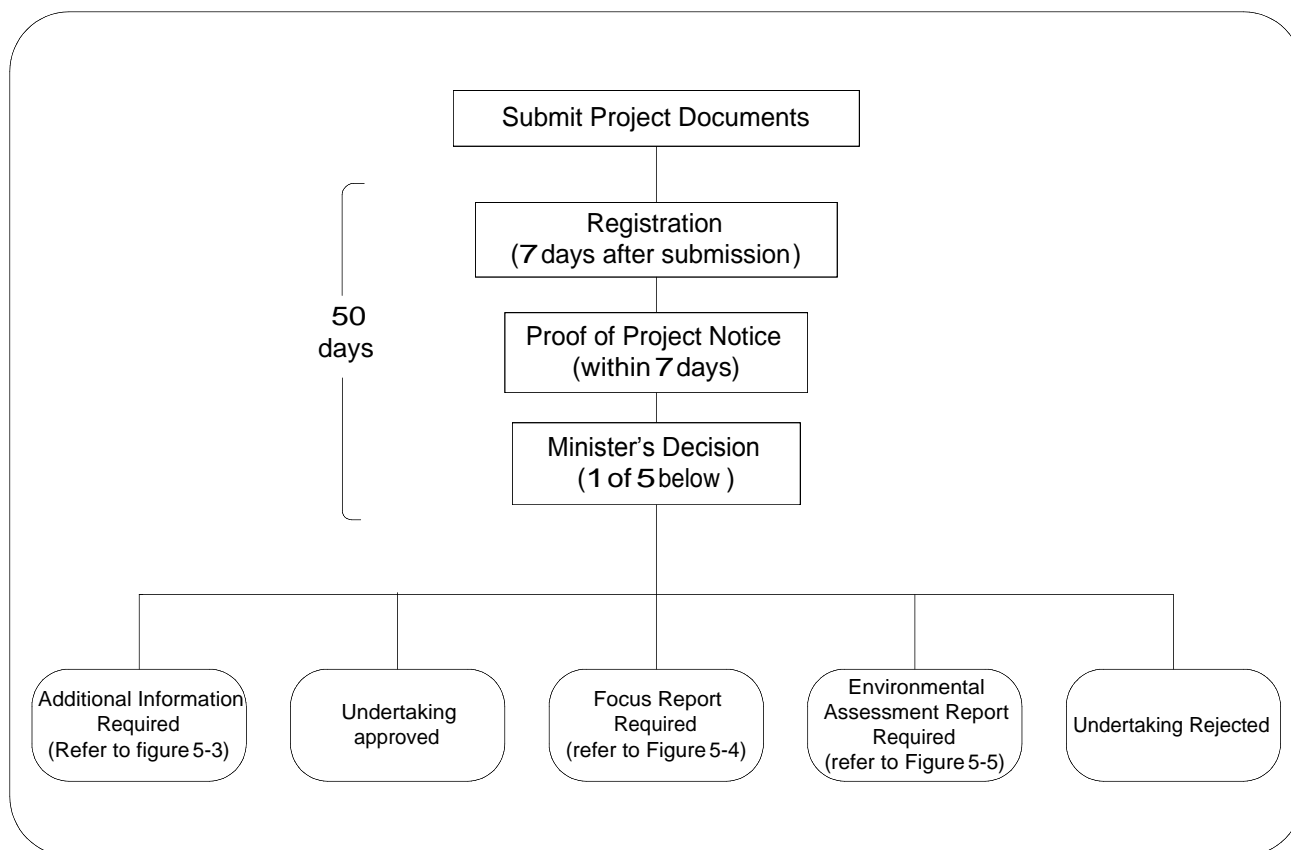 Submit Project Documents
Registration
(7 days after submission)
50
days
Proof of Project Notice
(within 7 days)
Minister’s Decision
(1 of 5 below )
Additional Information
Required
(Refer to figure 5-3)
Undertaking
approved
Focus Report
Required
(refer to Figure 5-4)
Environmental
Assessment Report
Required
(refer to Figure 5-5)
Undertaking Rejected